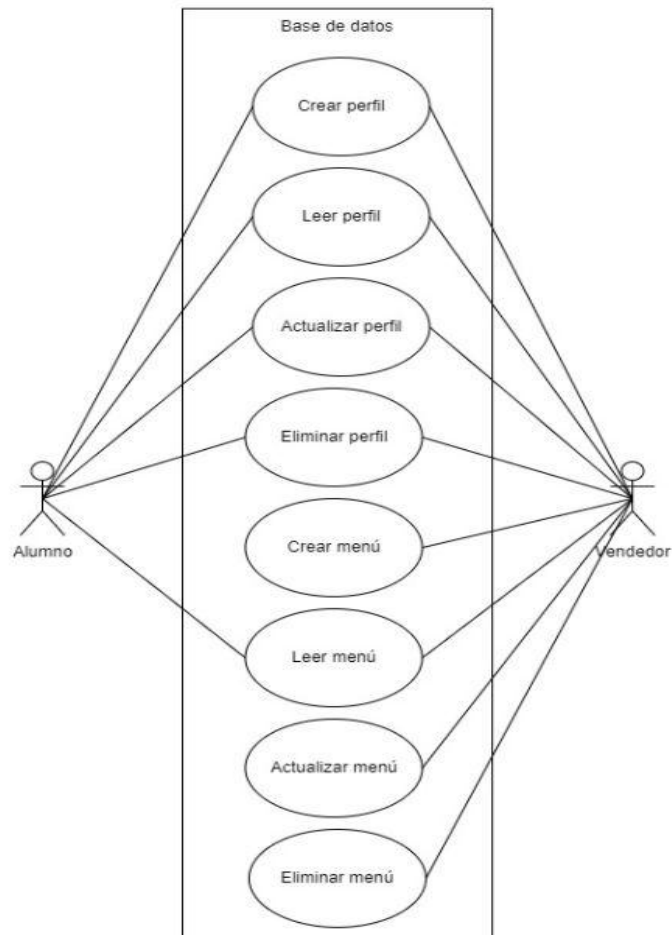 Base de datos
Crear perfil
Leer perfil
Actualizar perfil
Eliminar perfil
Alumno
Crear menú
Vendedor
Leer menú
Actualizar menú
Eliminar menú